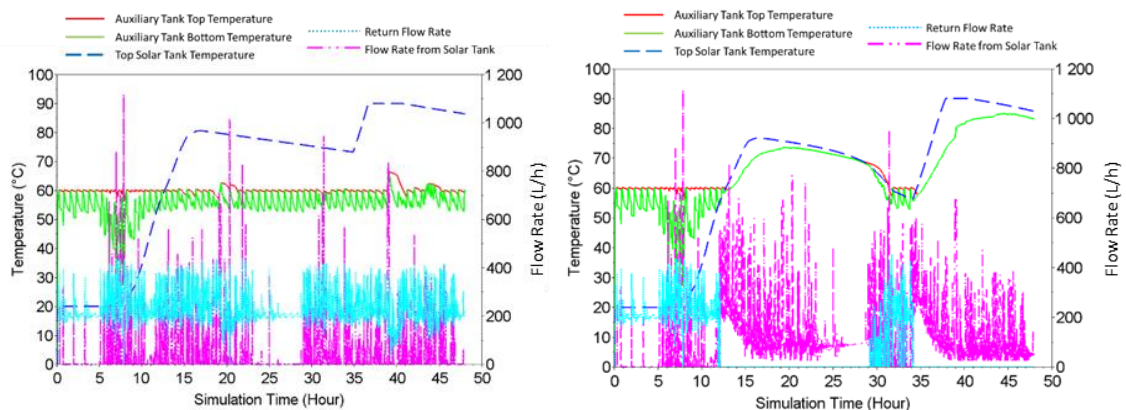 Auxiliary Tank Top Temperature
Auxiliary Tank Bottom Temperature
Top Solar Tank Temperature
Return Flow Rate
Flow Rate from Solar Tank
100
90
80
70
60
50
40
30
20
10
0
Temperature (°C)
1 200
1 000
800
600
400
200
0
Flow Rate (L/h)
0 5 10 15 20 25 30 35 40 45 50
Simulation Time (Hour)
Auxiliary Tank Top Temperature
Auxiliary Tank Bottom Temperature
Top Solar Tank Temperature
Return Flow Rate
Flow Rate from Solar Tank
100
90
80
70
60
50
40
30
20
10
0
Temperature (°C)
1 200
1 000
800
600
400
200
0
Flow Rate (L/h)
0 5 10 15 20 25 30 35 40 45 50
Simulation Time (Hour)